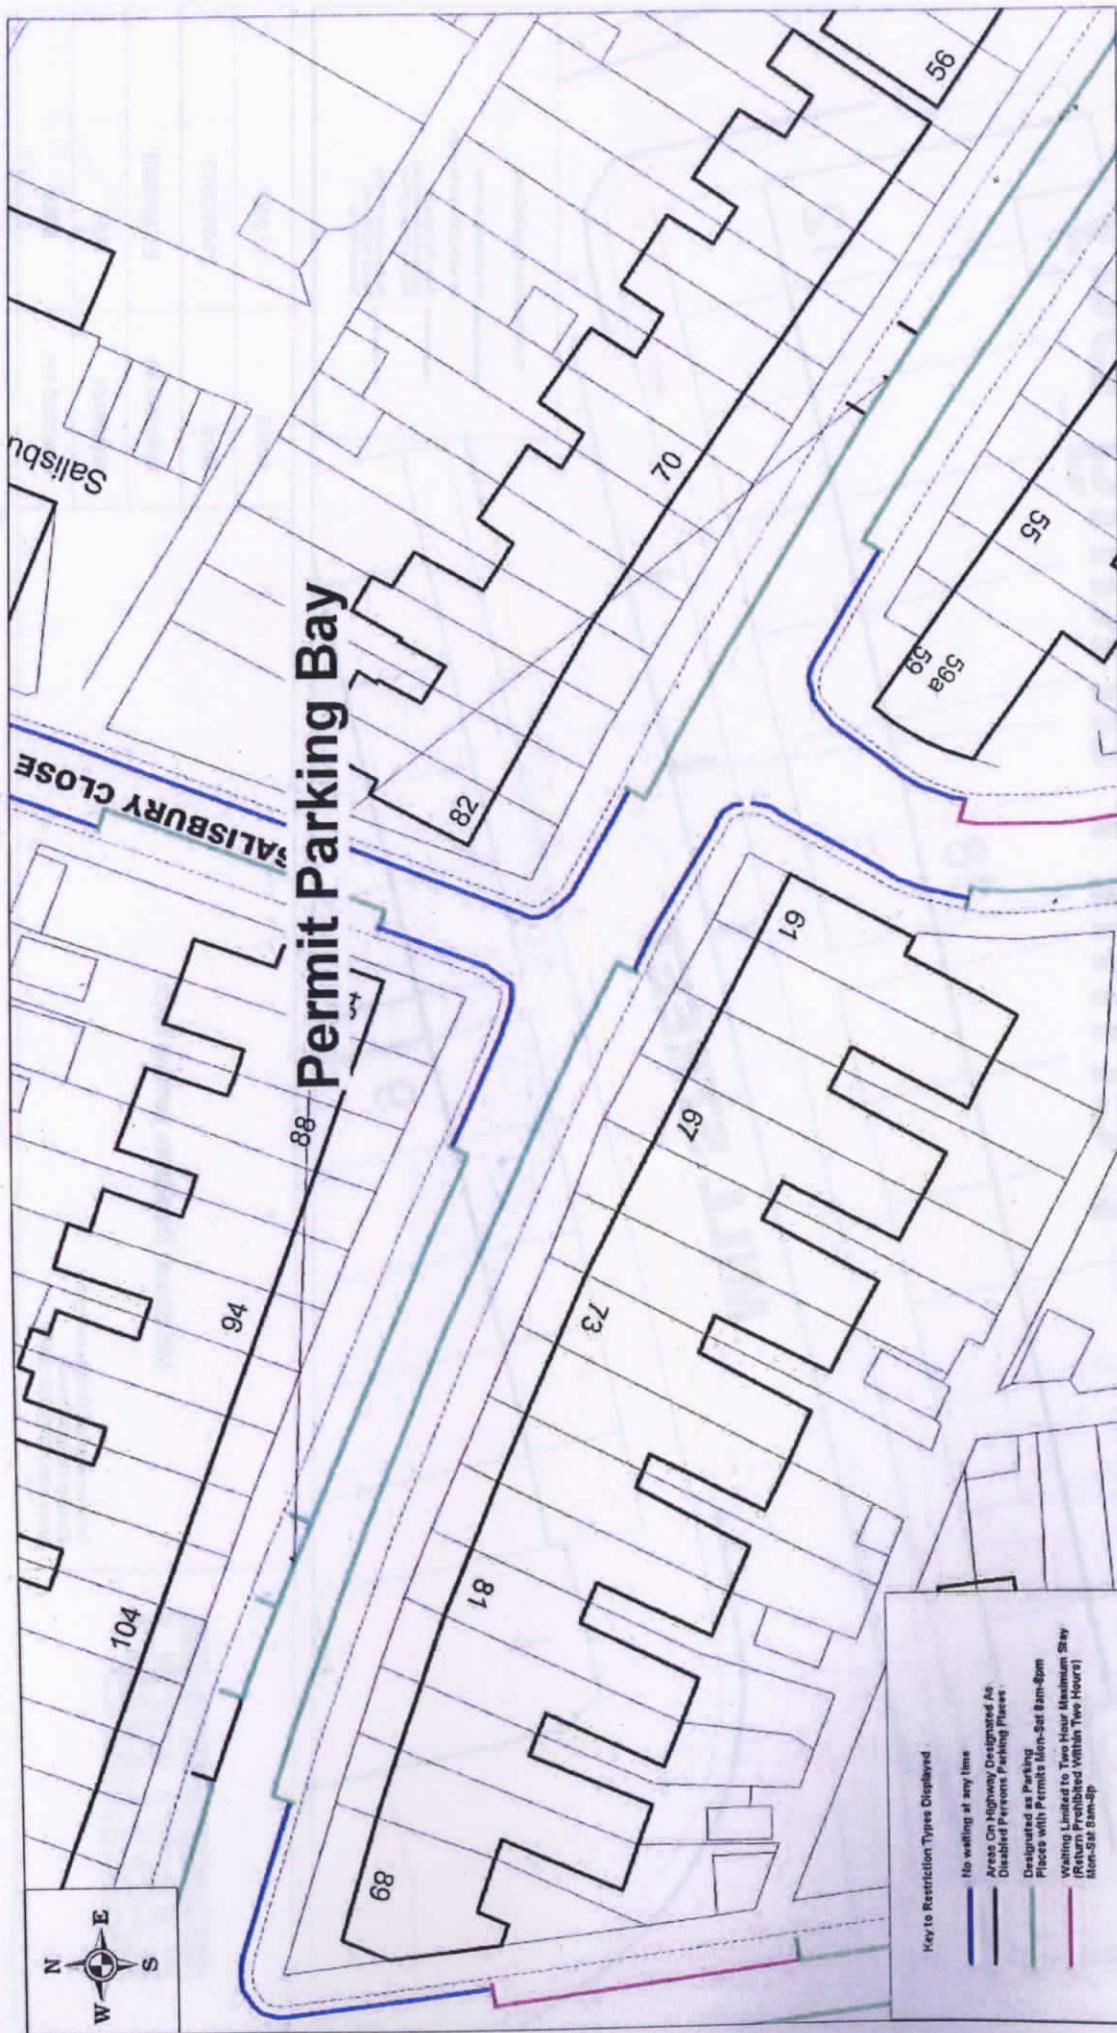 56
Salisbu
SALISBURY CLOSE
Permit Parking Bay
70
82
55
59
59a
61
88
67
94
73
104
81
89
N
W E
S
Key to Restriction Types Displayed
No waiting at any time
Areas On Highway Designated As
Disabled Persons Parking Places
Designated as Parking
Places with Permits Mon-Sat 8am-8pm
Waiting Limited to Two Hour Maximum Stay
(Return Prohibited Within Two Hours)
Mon-Sat 8am-8p